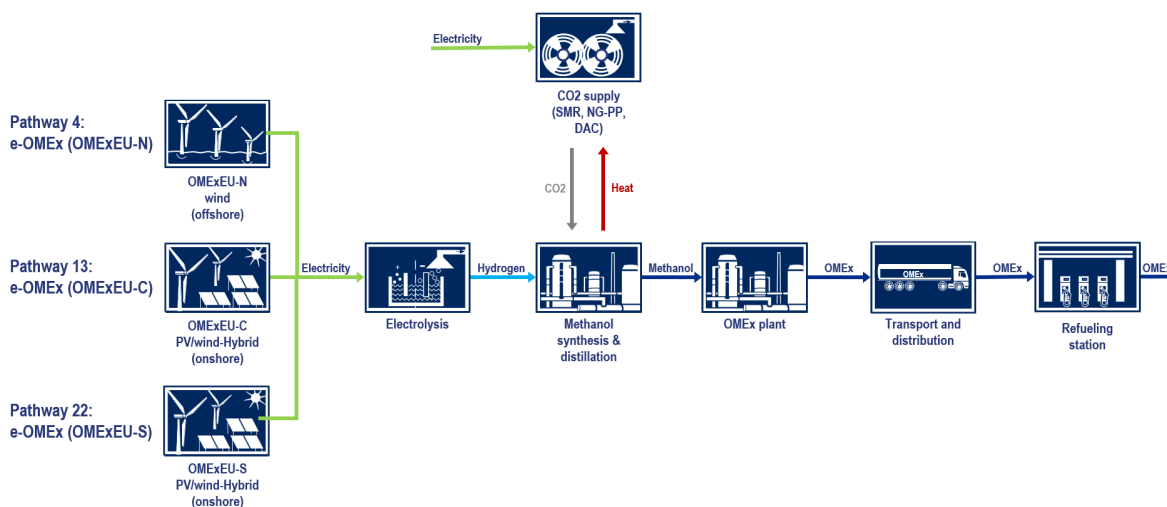 Electricity
CO2 supply
(SMR, NG-PP,
DAC)
Pathway 4:
e-OMEx (OMExEU-N)
OMExEU-N
wind
(offshore)
CO2
Heat
Pathway 13:
e-OMEx (OMExEU-C)
OMExEU-C
PV/wind-Hybrid
(onshore)
Electricity
Electrolysis
Hydrogen
Methanol
synthesis &
distillation
Methanol
OMEx plant
OMEx
OMEx
Transport and
distribution
OMEx
Refueling
station
OMEx
Pathway 22:
e-OMEx (OMExEU-S)
OMExEU-S
PV/wind-Hybrid
(onshore)